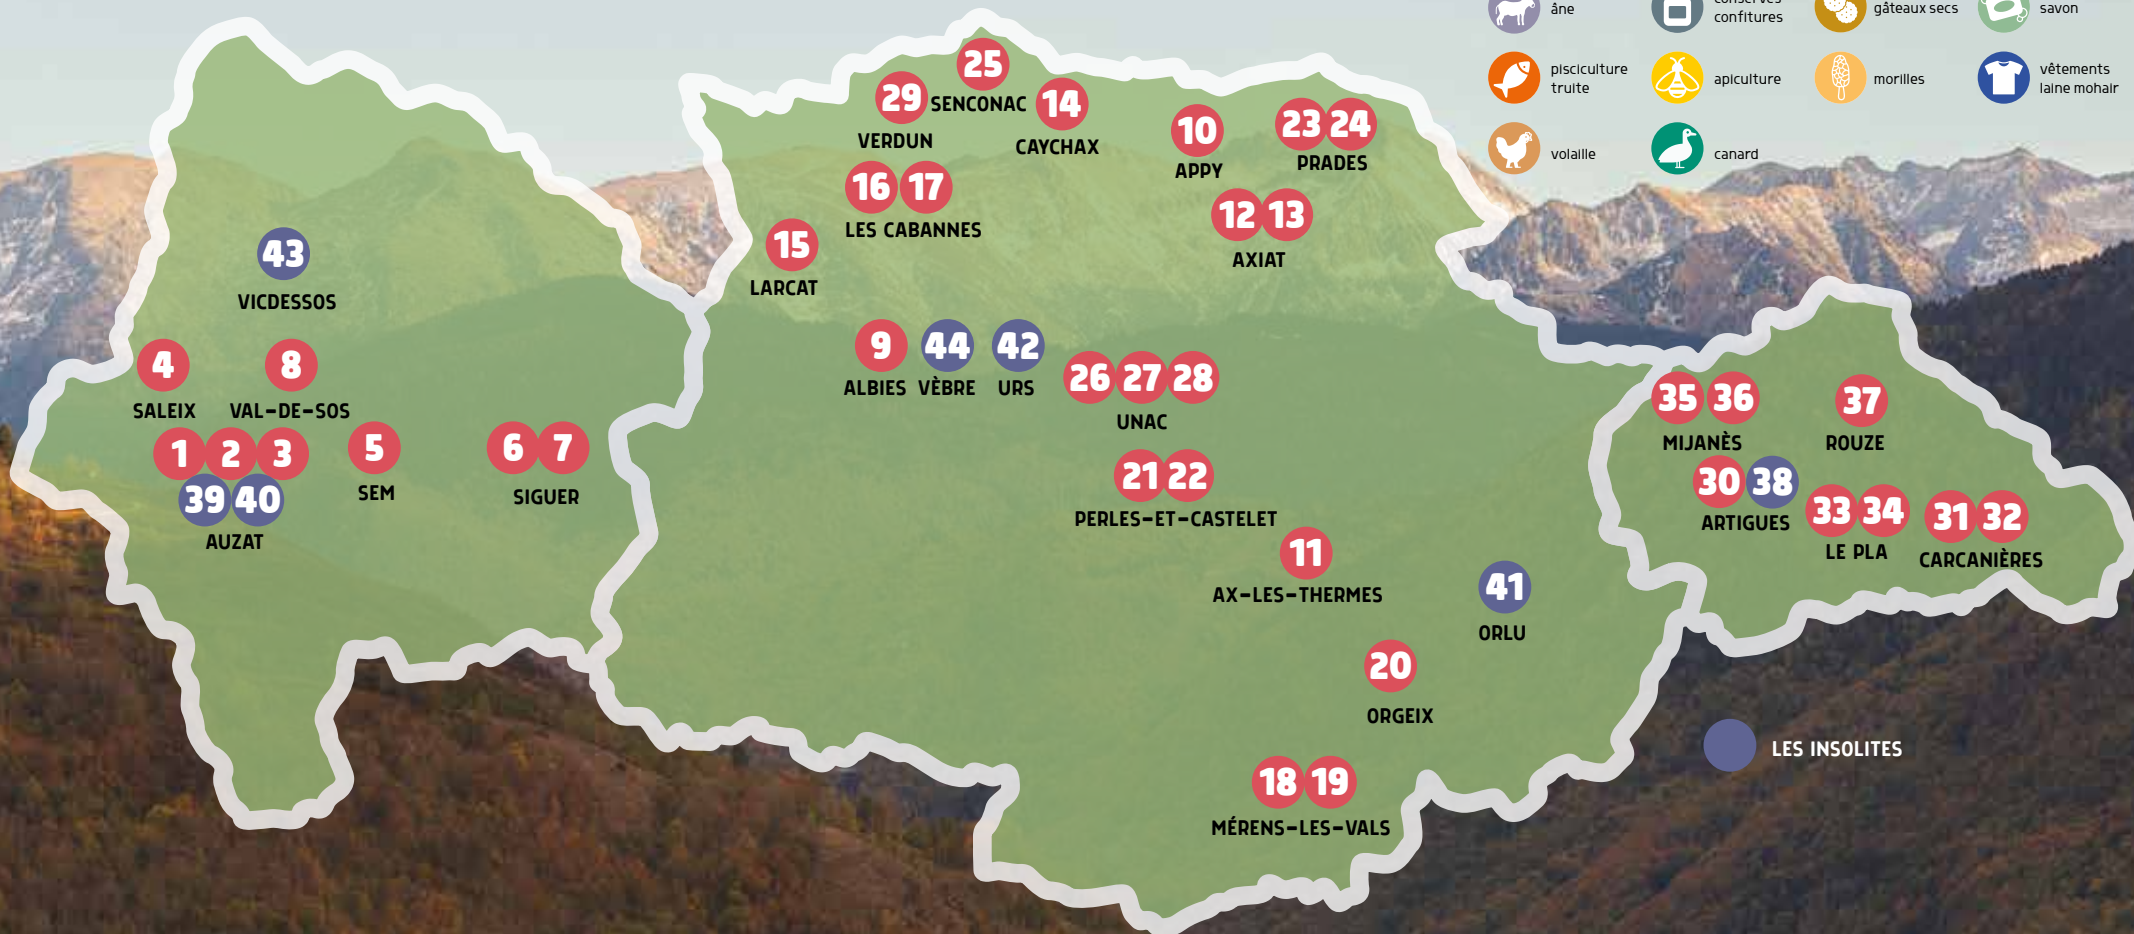 âne
confitures
gâteaux secs
savon
pisciculture
truite
apiculture
morilles
vêtements
laine mohair
volaille
canard
25
SENCONAC
29
VERDUN
14
CAYCHAX
10
APPY
23 24
PRADES
16 17
LES CABANNES
12 13
AXIAT
15
LARCAT
43
VICDESSOS
4
SALEIX
8
VAL-DE-SOS
1 2 3
39 40
AUZAT
5
SEM
6 7
SIGUER
9
ALBIES
44
VÈBRE
42
URS
26 27 28
UNAC
21 22
PERLES-ET-CASTELET
11
AX-LES-THERMES
41
ORLU
20
ORGEIX
18 19
MÉRENS-LES-VALS
35 36
MIJANÈS
37
ROUZE
30 38
ARTIGUES
33 34
LE PLA
31 32
CARCANIÈRES
LES INSOLITES